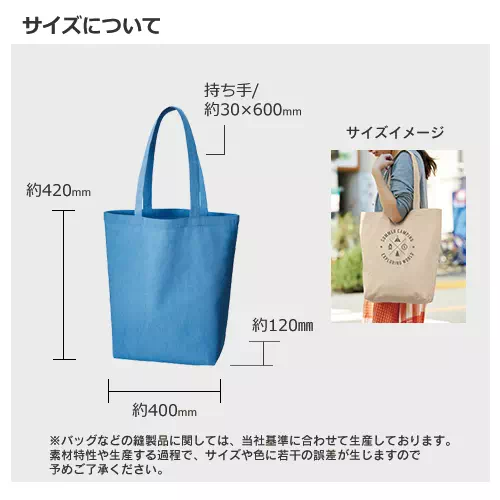 サイズについて
持ち手/
約30×600mm
サイズイメージ
約420mm
SUMMER CAMPING
EXPLORING WORLD
約120㎜
約400mm
※バッグなどの縫製品に関しては、当社基準に合わせて生産しております。
素材特性や生産する過程で、サイズや色に若干の誤差が生じますので
予めご了承ください。